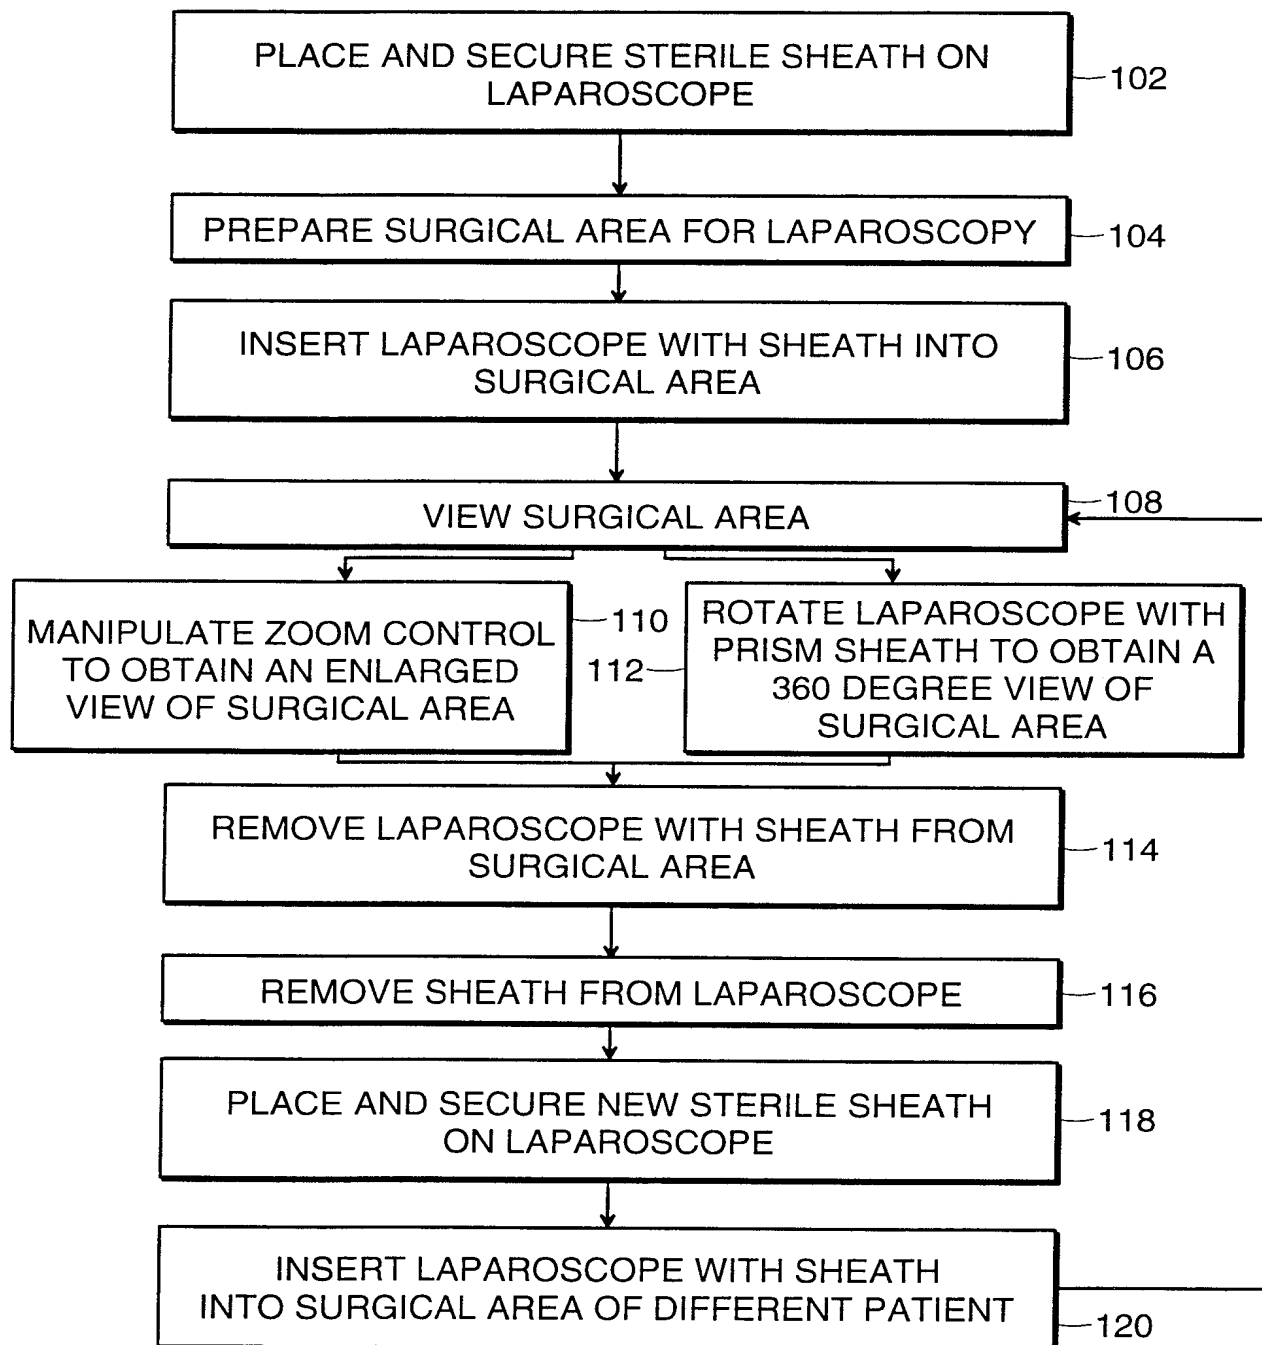 PLACE AND SECURE STERILE SHEATH ON
LAPAROSCOPE
102
PREPARE SURGICAL AREA FOR LAPAROSCOPY
104
INSERT LAPAROSCOPE WITH SHEATH INTO
SURGICAL AREA
106
VIEW SURGICAL AREA
108
MANIPULATE ZOOM CONTROL
TO OBTAIN AN ENLARGED
VIEW OF SURGICAL AREA
110
112
ROTATE LAPAROSCOPE WITH
PRISM SHEATH TO OBTAIN A
360 DEGREE VIEW OF
SURGICAL AREA
REMOVE LAPAROSCOPE WITH SHEATH FROM
SURGICAL AREA
114
REMOVE SHEATH FROM LAPAROSCOPE
116
PLACE AND SECURE NEW STERILE SHEATH
ON LAPAROSCOPE
118
INSERT LAPAROSCOPE WITH SHEATH
INTO SURGICAL AREA OF DIFFERENT PATIENT
120